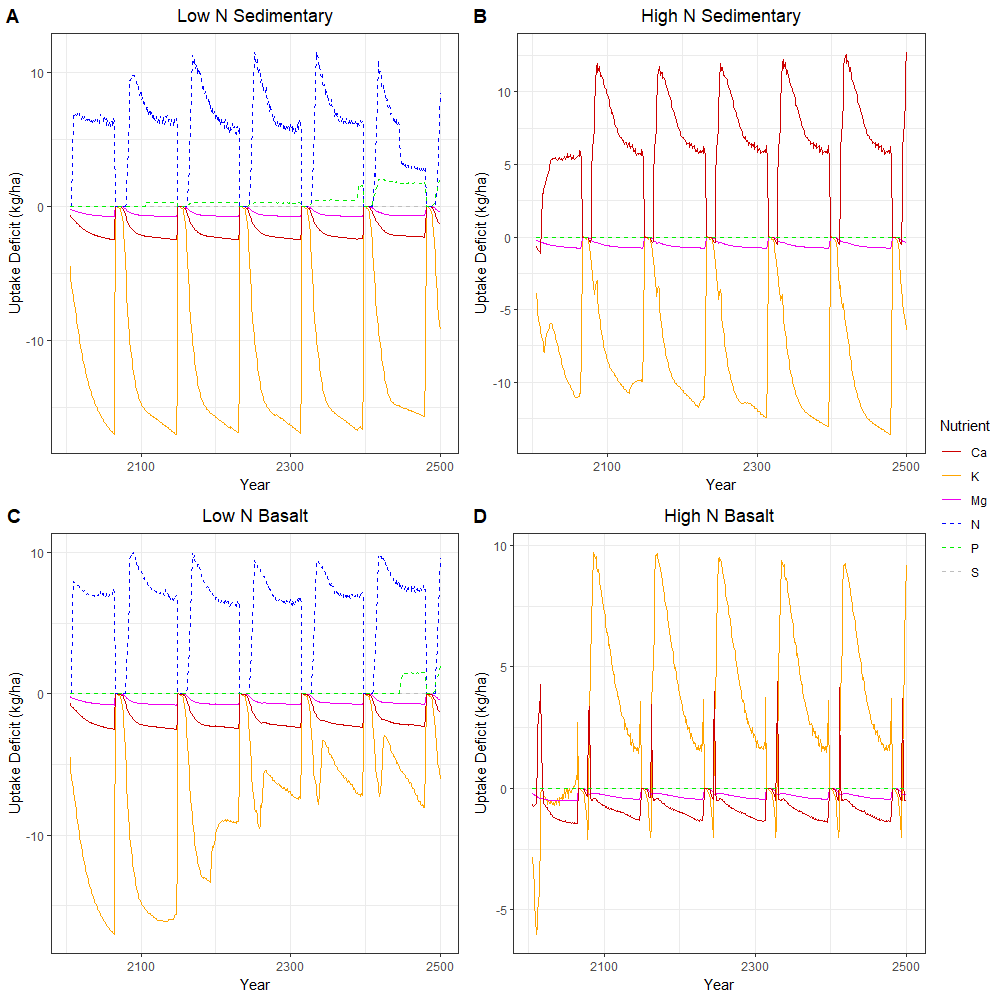 A
Low N Sedimentary
Uptake Deficit (kg/ha)
10
0
-10
2100
2300
2500
Year
B
High N Sedimentary
Uptake Deficit (kg/ha)
10
5
0
-5
-10
2100
2300
2500
Year
Nutrient
Ca
K
Mg
N
P
S
C
Low N Basalt
Uptake Deficit (kg/ha)
10
0
-10
2100
2300
2500
Year
D
High N Basalt
Uptake Deficit (kg/ha)
10
5
0
-5
2100
2300
2500
Year